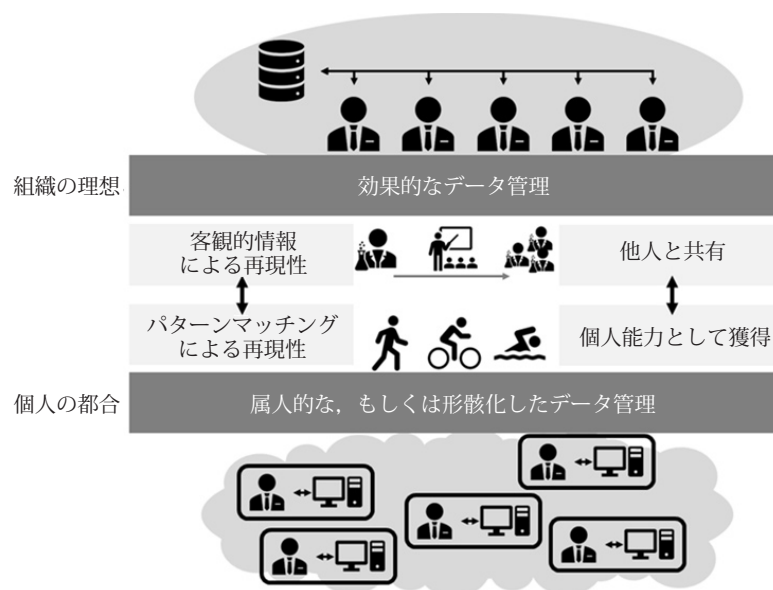 組織の理想
効果的なデータ管理
客観的情報
による再現性
他人と共有
パターンマッチング
による再現性
個人能力として獲得
個人の都合
属人的な，もしくは形骸化したデータ管理